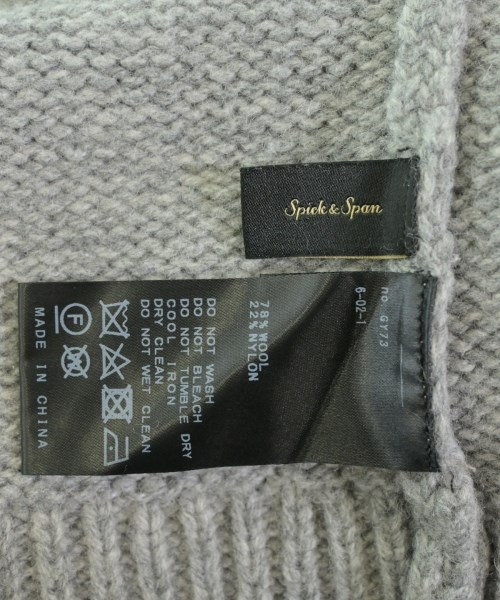 Spick & Span
no. GY73
6-02-1
78% WOOL
22% NYLON
DO NOT WASH
DO NOT BLEACH
DO NOT TUMBLE DRY
COOL IRON
DRY CLEAN
DO NOT WET CLEAN
F
MADE IN CHINA